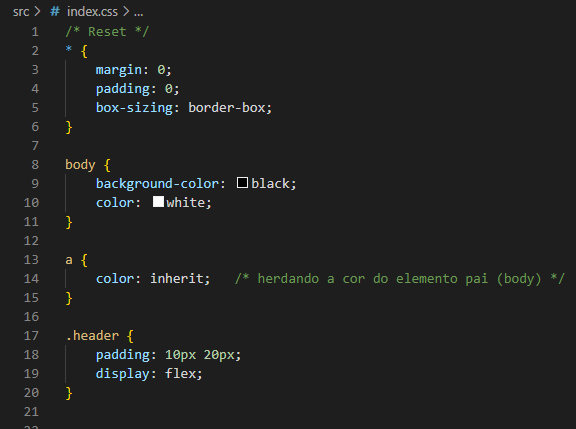 src > # index.css > ...
1 /* Reset */
2 * {
3     margin: 0;
4     padding: 0;
5     box-sizing: border-box;
6 }
7
8 body {
9     background-color: black;
10     color: white;
11 }
12
13 a {
14     color: inherit;   /* herdando a cor do elemento pai (body) */
15 }
16
17 .header {
18     padding: 10px 20px;
19     display: flex;
20 }
21
22